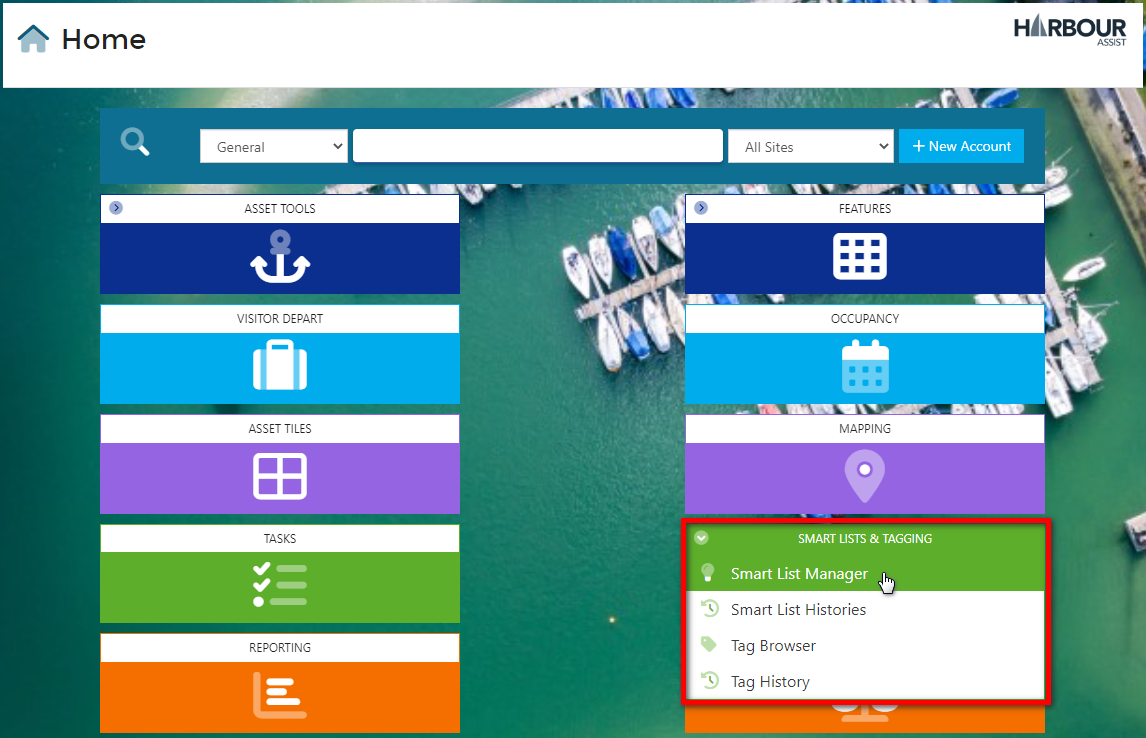 Home
HARBOUR
ASSIST
General
All Sites
+ New Account
ASSET TOOLS
FEATURES
VISITOR DEPART
OCCUPANCY
ASSET TILES
MAPPING
TASKS
SMART LISTS & TAGGING
Smart List Manager
Smart List Histories
Tag Browser
Tag History
REPORTING